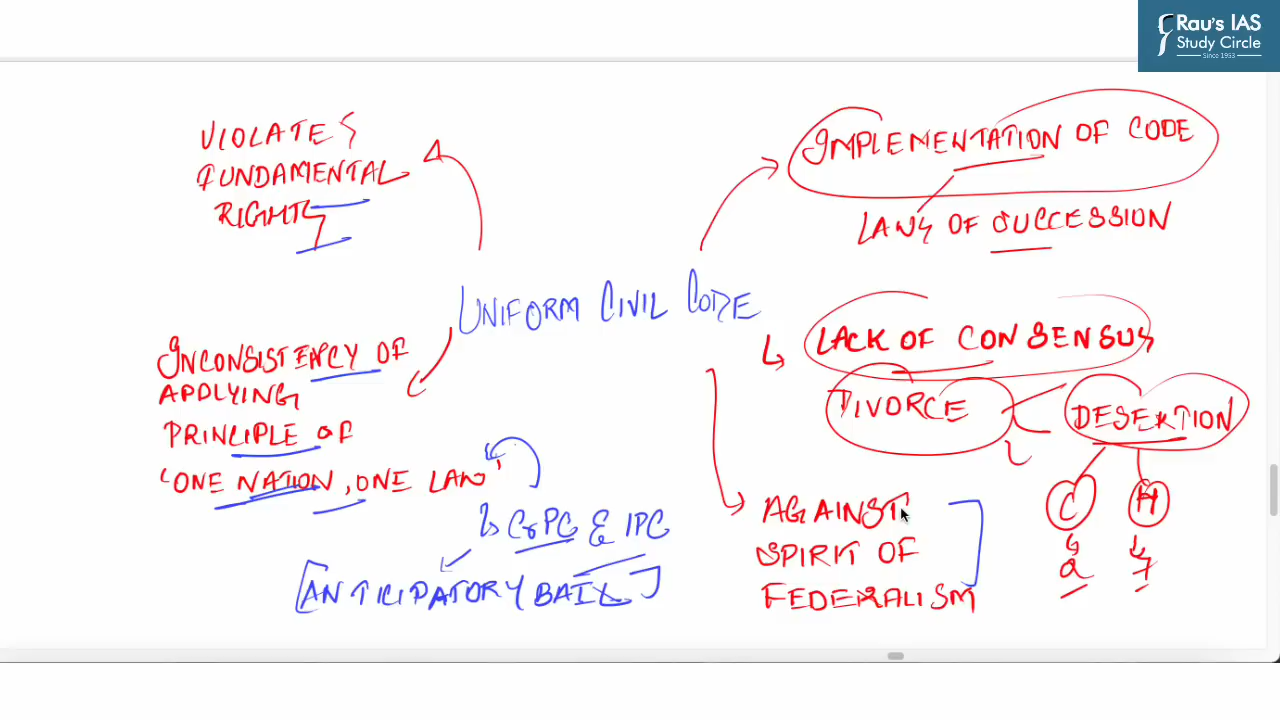 Rau's IAS
Study Circle
Since 1953
VIOLATES
FUNDAMENTAL
RIGHTS
IMPLEMENTATION OF CODE
LAWS OF SUCCESSION
UNIFORM CIVIL CODE
INCONSISTENCY OF
APPLYING
PRINCIPLE OF
'ONE NATION, ONE LAW'
CrPC & IPC
[ANTICIPATORY BAIL]
LACK OF CONSENSUS
DIVORCE
DESERTION
C H
2 7
AGAINST
SPIRIT OF
FEDERALISM